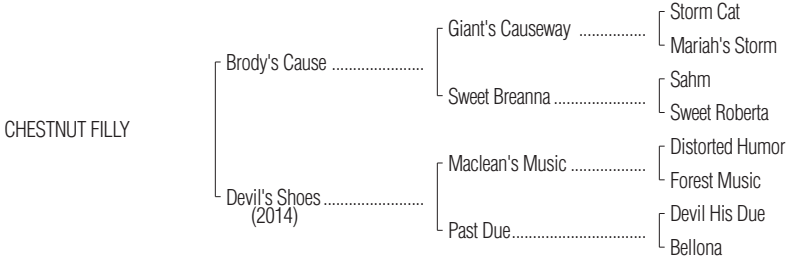 Storm Cat
Giant's Causeway ................
Mariah's Storm
Brody's Cause ......................
Sahm
Sweet Breanna ......................
Sweet Roberta
CHESTNUT FILLY
Distorted Humor
Maclean's Music ..................
Forest Music
Devil's Shoes ........................
(2014)
Devil His Due
Past Due................................
Bellona